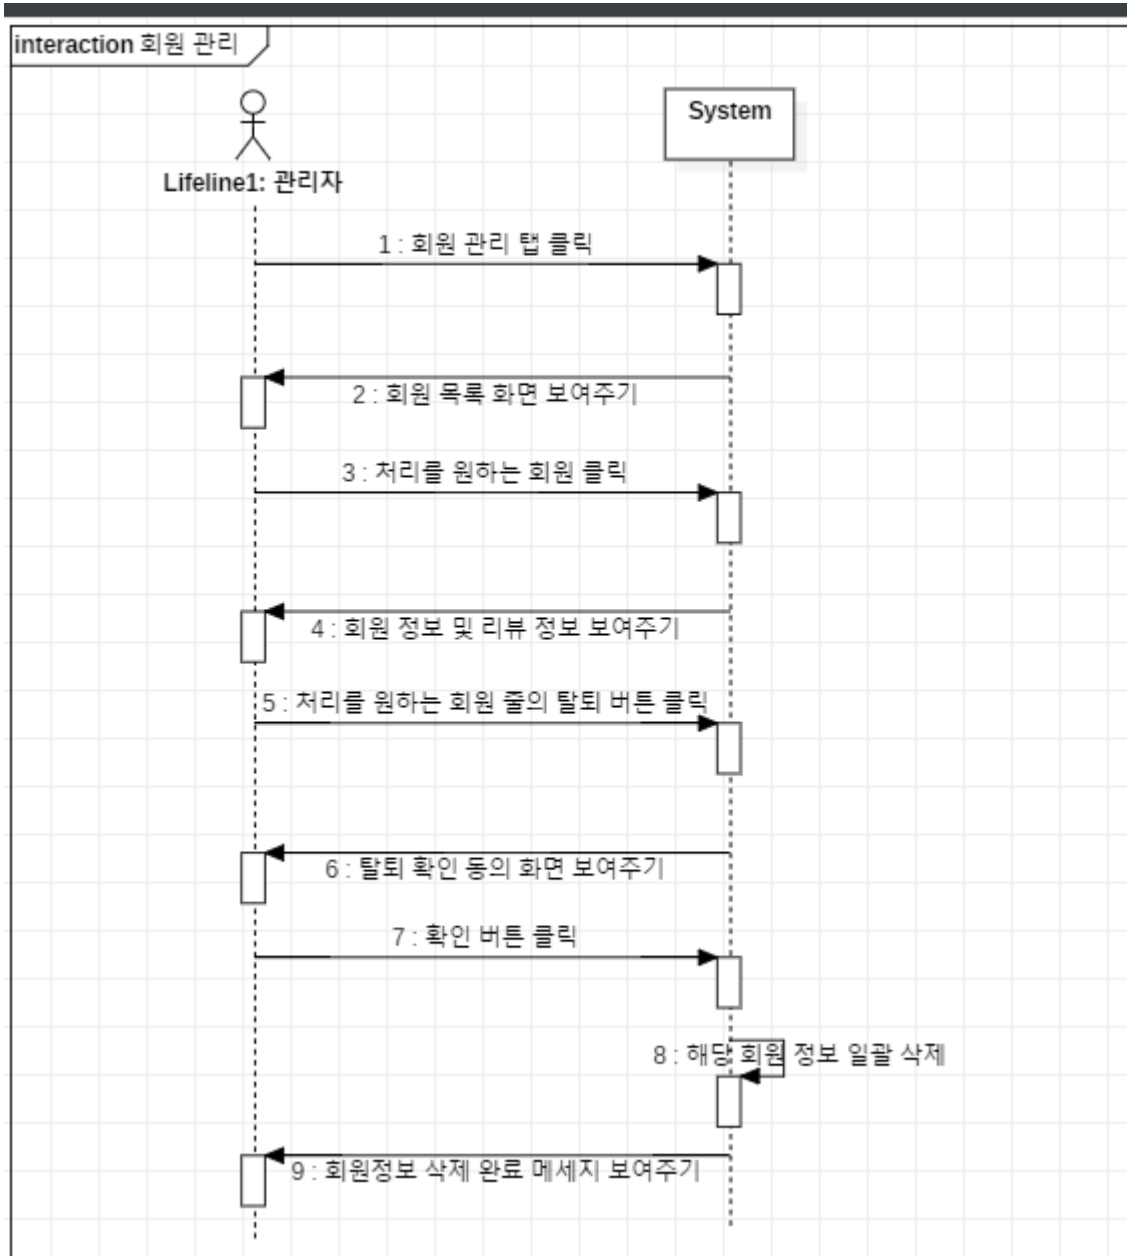 interaction 회원 관리
System
Lifeline1: 관리자
1 : 회원 관리 탭 클릭
2 : 회원 목록 화면 보여주기
3 : 처리를 원하는 회원 클릭
4 : 회원 정보 및 리뷰 정보 보여주기
5 : 처리를 원하는 회원 줄의 탈퇴 버튼 클릭
6 : 탈퇴 확인 동의 화면 보여주기
7 : 확인 버튼 클릭
8 : 해당 회원 정보 일괄 삭제
9 : 회원정보 삭제 완료 메세지 보여주기